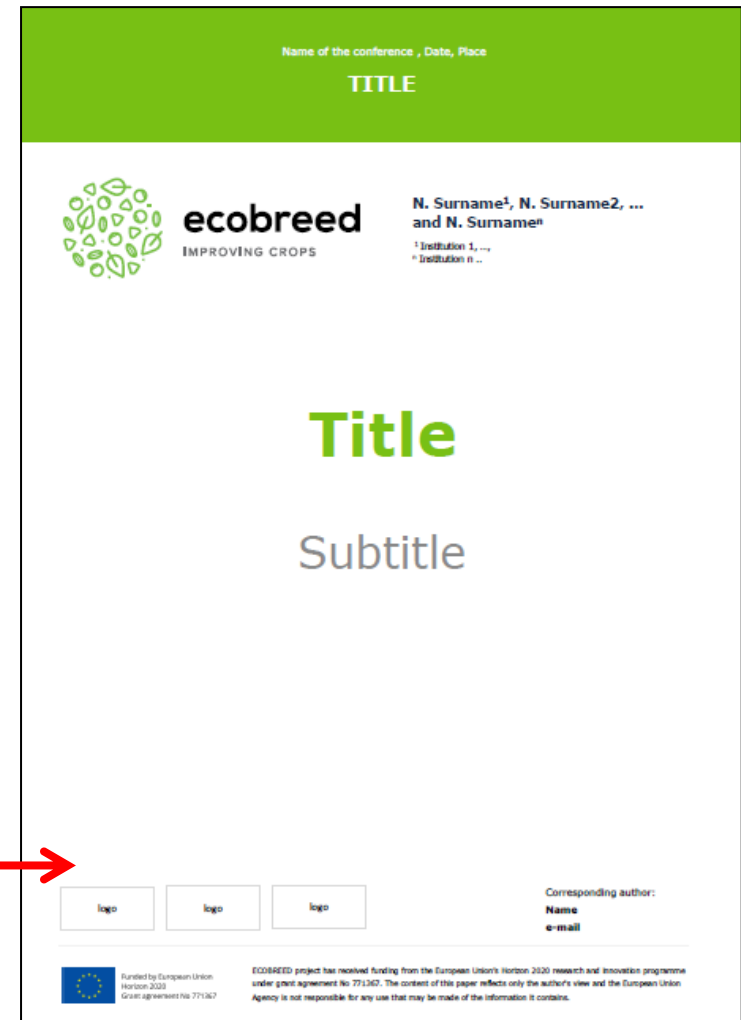 Name of the conference , Date, Place
TITLE
ecobreed
IMPROVING CROPS
N. Surname¹, N. Surname2, ...
and N. Surnameⁿ
¹ Institution 1, ..,
ⁿ Institution n ..
Title
Subtitle
logo
logo
logo
Corresponding author:
Name
e-mail
Funded by European Union
Horizon 2020
Grant agreement No 771367
ECOBREED project has received funding from the European Union's Horizon 2020 research and innovation programme
under grant agreement No 771367. The content of this paper reflects only the author's view and the European Union
Agency is not responsible for any use that may be made of the information it contains.